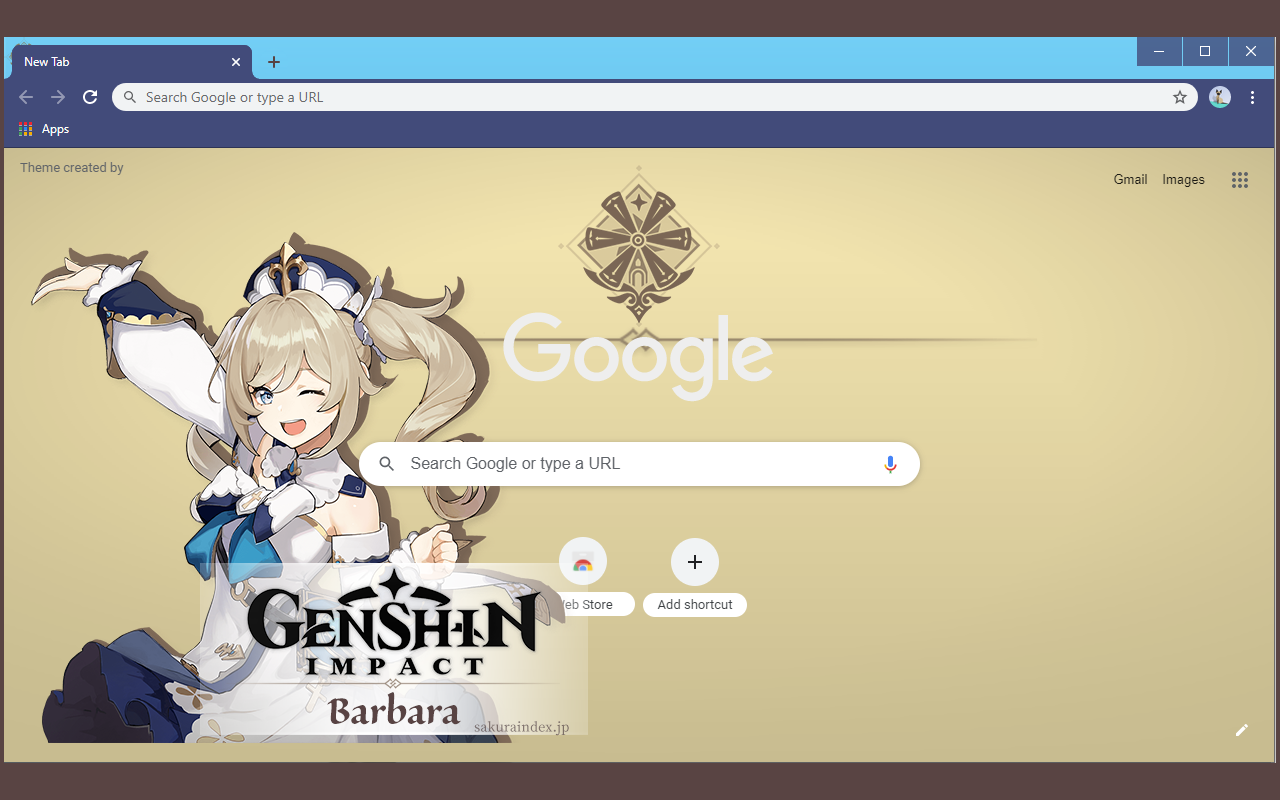 New Tab
Search Google or type a URL
Apps
Theme created by
Gmail Images
Google
Search Google or type a URL
Store
Add shortcut
GENSHIN
IMPACT
Barbara
sakuraindex.jp